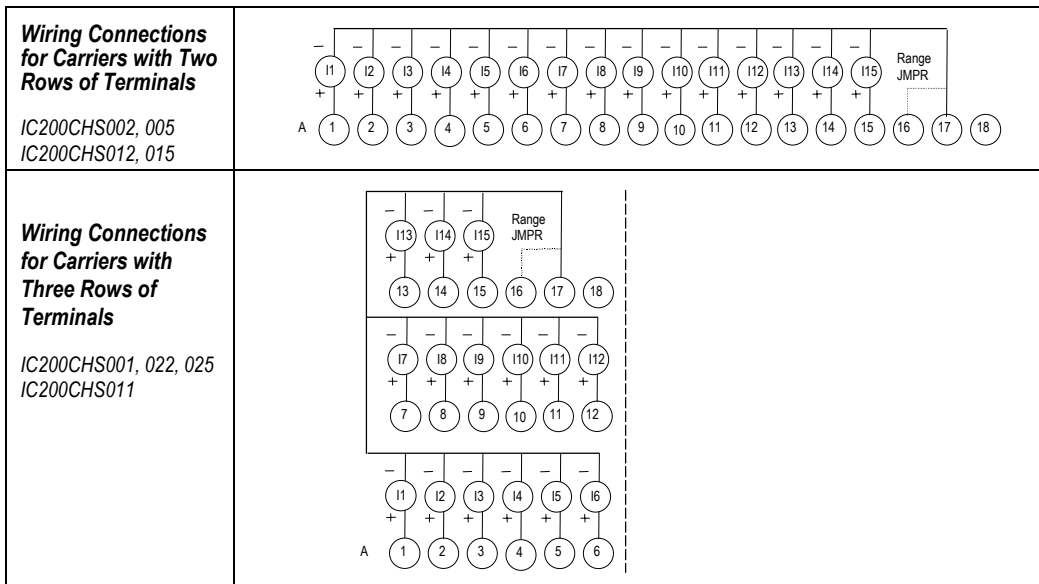 Wiring Connections
for Carriers with Two
Rows of Terminals
IC200CHS002, 005
IC200CHS012, 015
– – – – – – – – – – – – – – –
I1 I2 I3 I4 I5 I6 I7 I8 I9 I10 I11 I12 I13 I14 I15
Range
JMPR
+ + + + + + + + + + + + + + +
A 1 2 3 4 5 6 7 8 9 10 11 12 13 14 15 16 17 18
Wiring Connections
for Carriers with
Three Rows of
Terminals
IC200CHS001, 022, 025
IC200CHS011
– – –
I13 I14 I15
Range
JMPR
+ + +
13 14 15 16 17 18
– – – – – –
I7 I8 I9 I10 I11 I12
+ + + + + +
7 8 9 10 11 12
– – – – – –
I1 I2 I3 I4 I5 I6
+ + + + + +
A 1 2 3 4 5 6